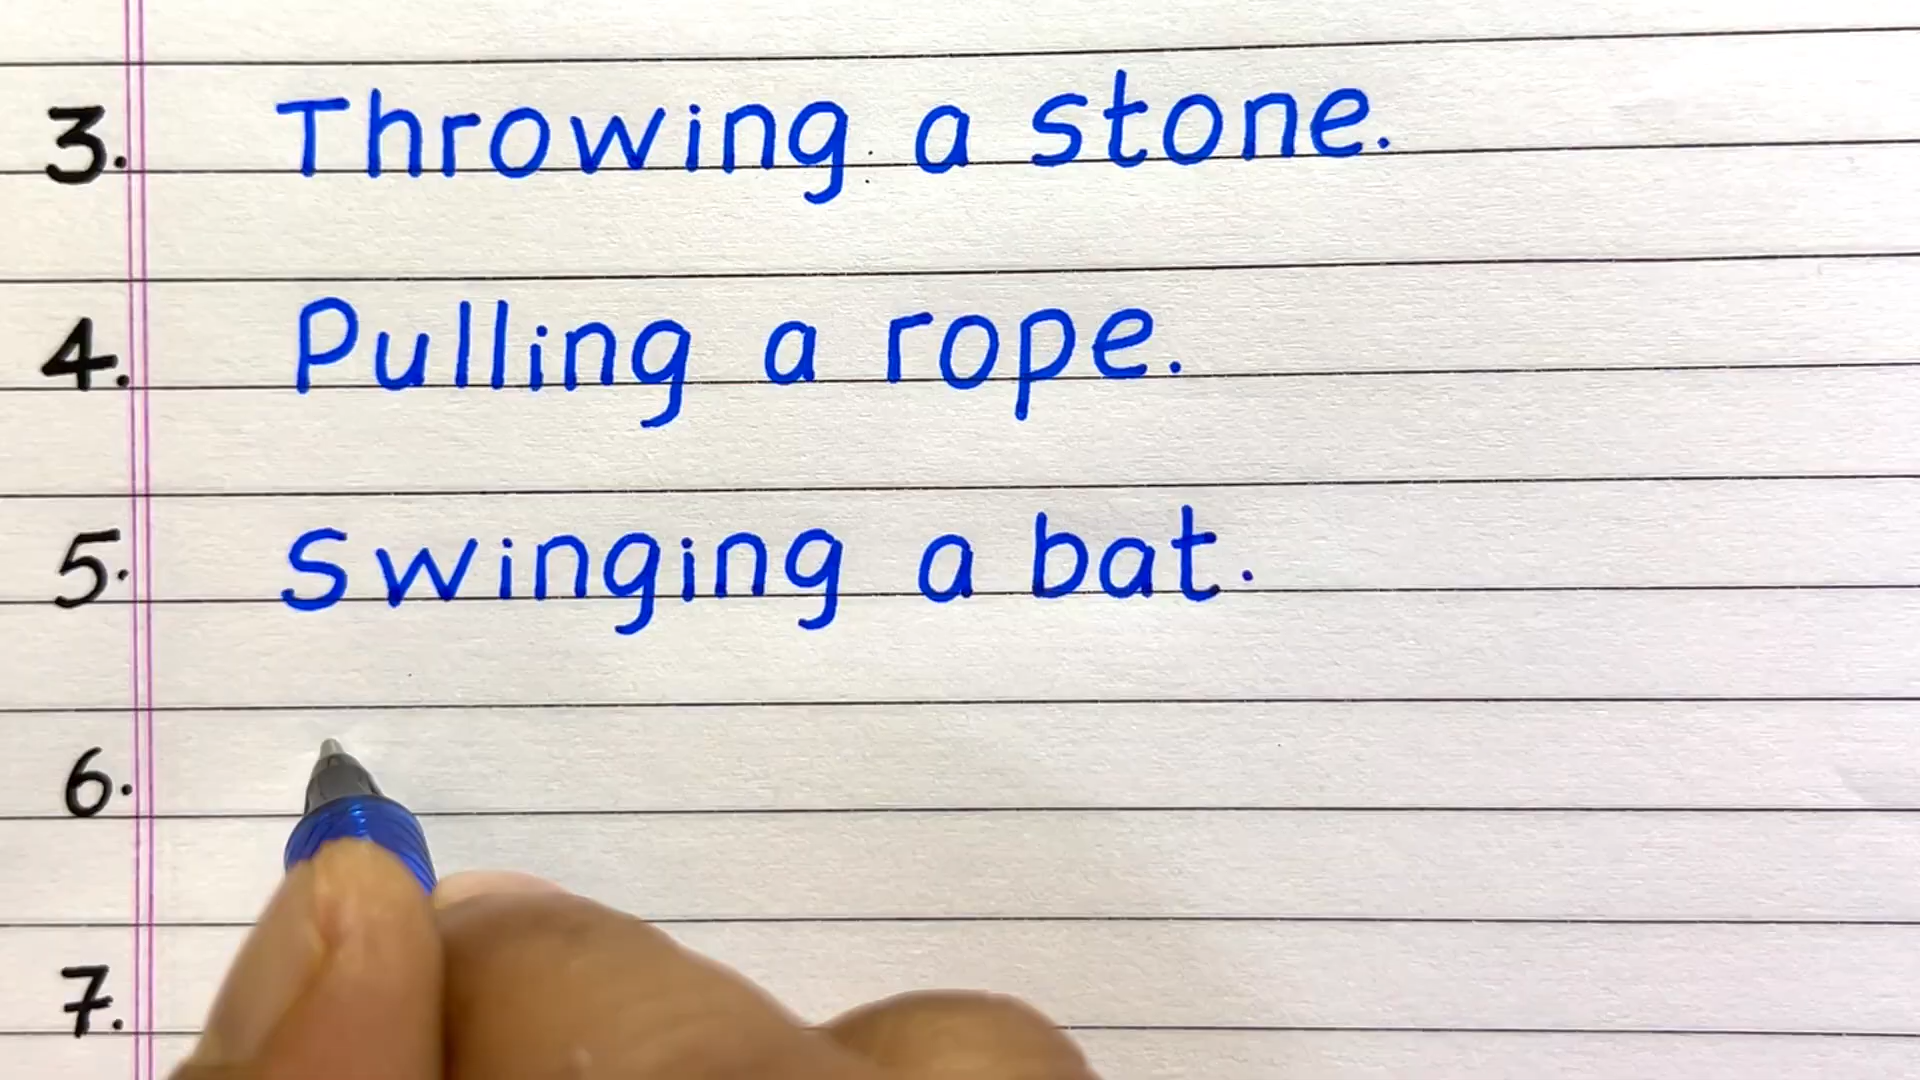 3. Throwing a stone.
4. Pulling a rope.
5. Swinging a bat.
6.
7.